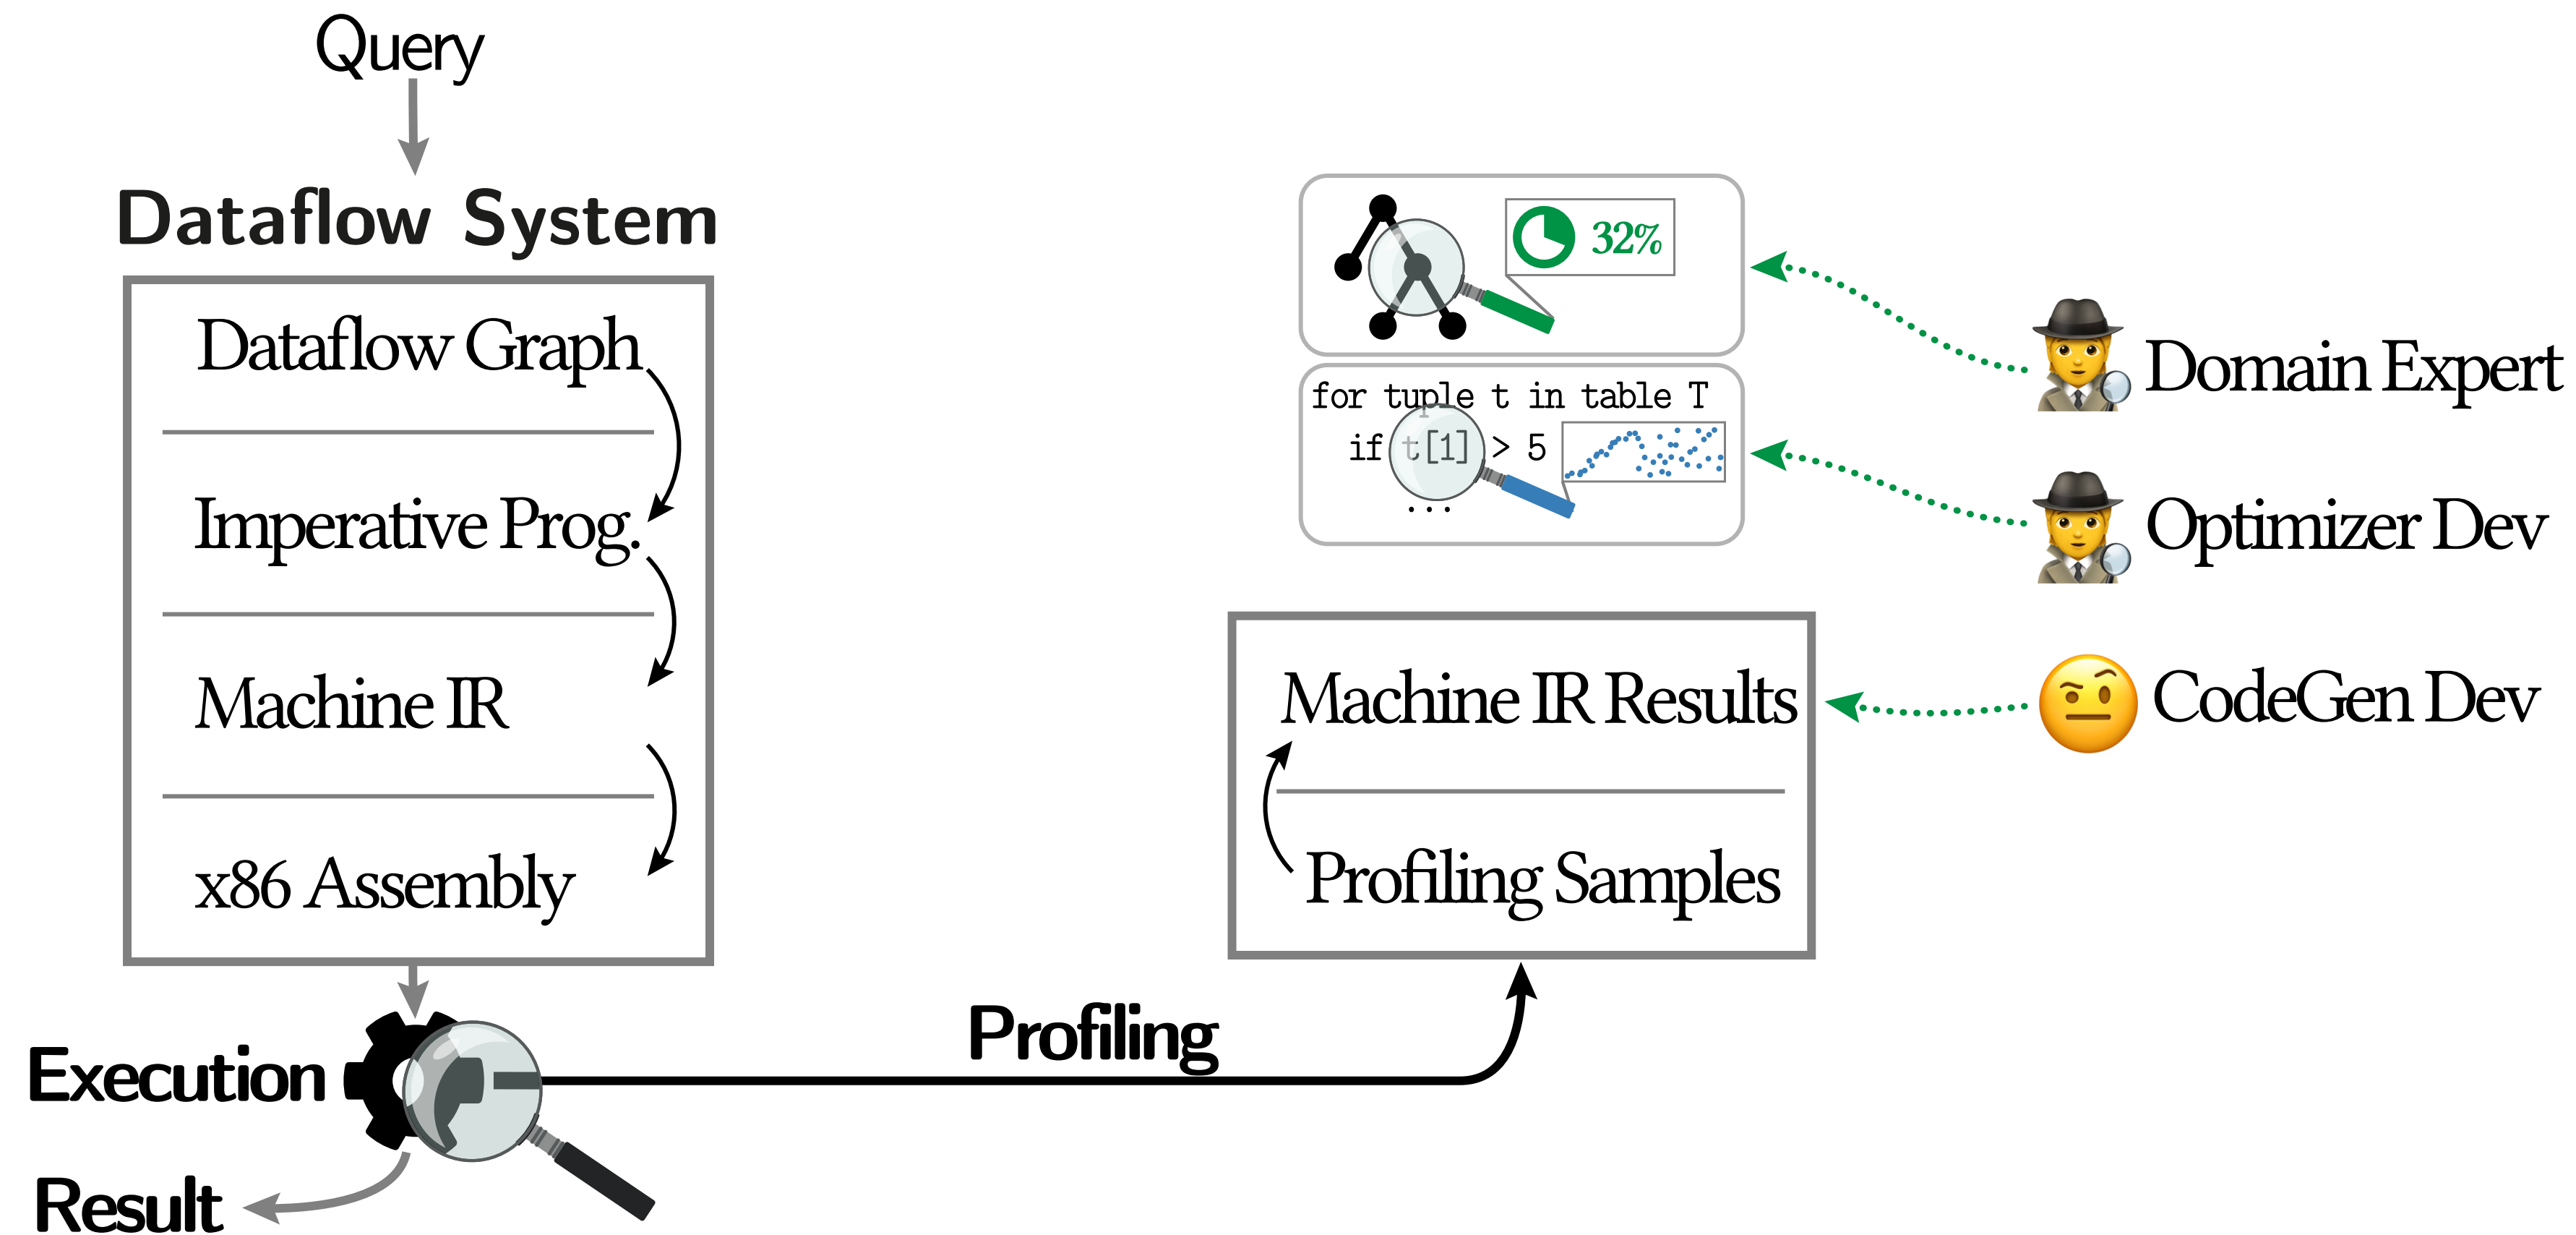 Query
Dataflow System
Dataflow Graph
Imperative Prog.
Machine IR
x86 Assembly
Execution
Result
Profiling
32%
for tuple t in table T
if t[1] > 5
...
Machine IR Results
Profiling Samples
Domain Expert
Optimizer Dev
CodeGen Dev